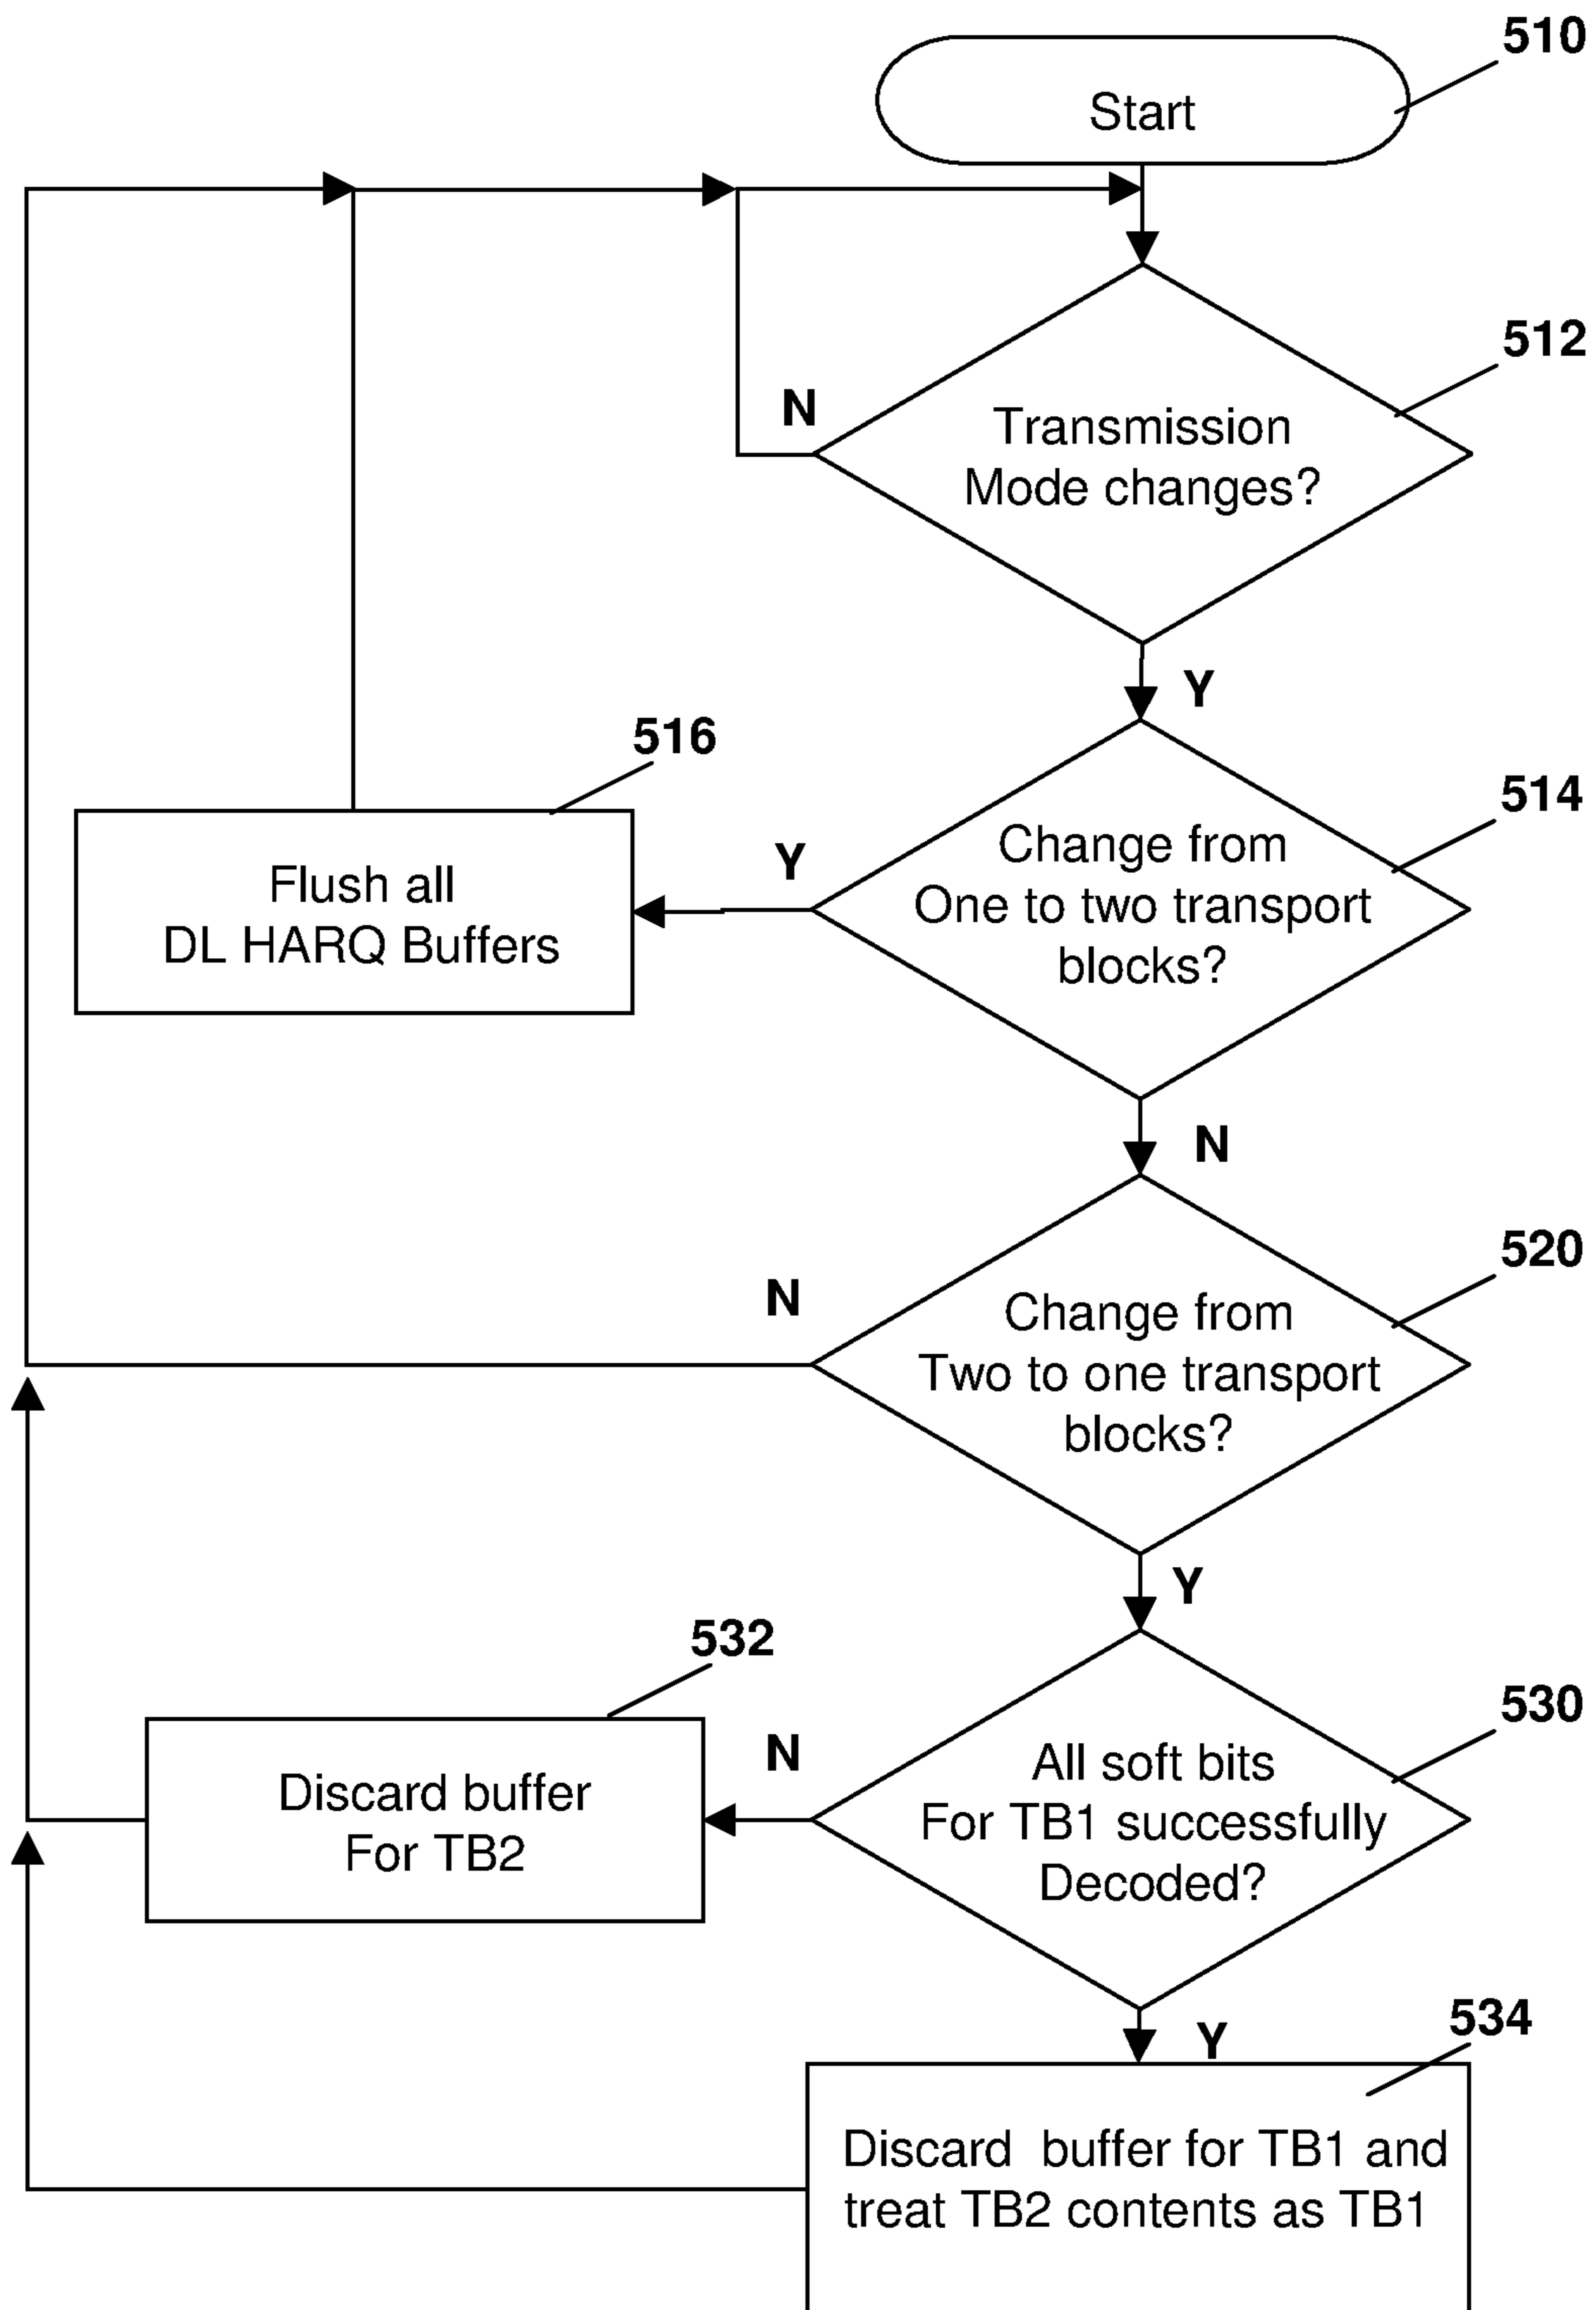 510
Start
512
N
Transmission
Mode changes?
Y
516
514
Flush all
DL HARQ Buffers
Y
Change from
One to two transport
blocks?
N
520
N
Change from
Two to one transport
blocks?
Y
532
530
Discard buffer
For TB2
N
All soft bits
For TB1 successfully
Decoded?
534
Y
Discard buffer for TB1 and
treat TB2 contents as TB1